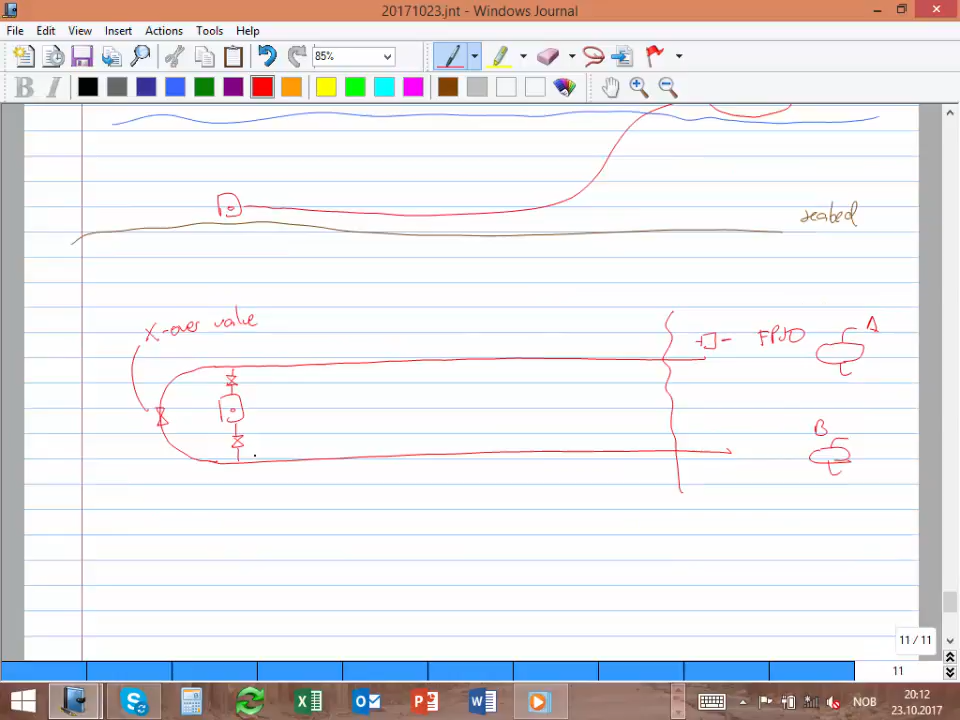 20171023.jnt - Windows Journal
File Edit View Insert Actions Tools Help
85%
B I
seabed
X-over valve
FPSO
A
B
11 / 11
11
NOB
20:12
23.10.2017